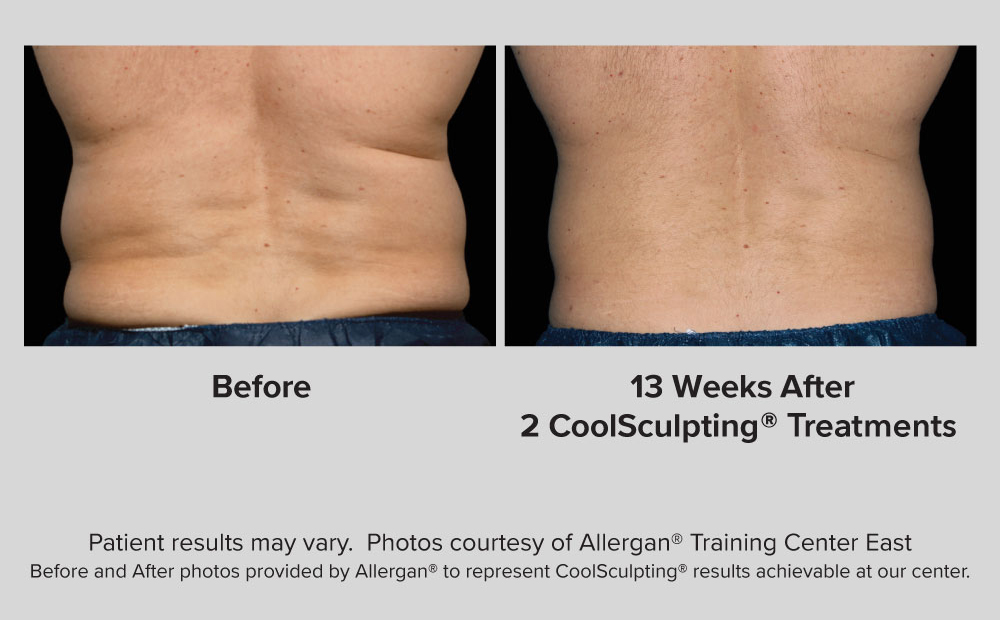 Before
13 Weeks After
2 CoolSculpting® Treatments
Patient results may vary. Photos courtesy of Allergan® Training Center East
Before and After photos provided by Allergan® to represent CoolSculpting® results achievable at our center.